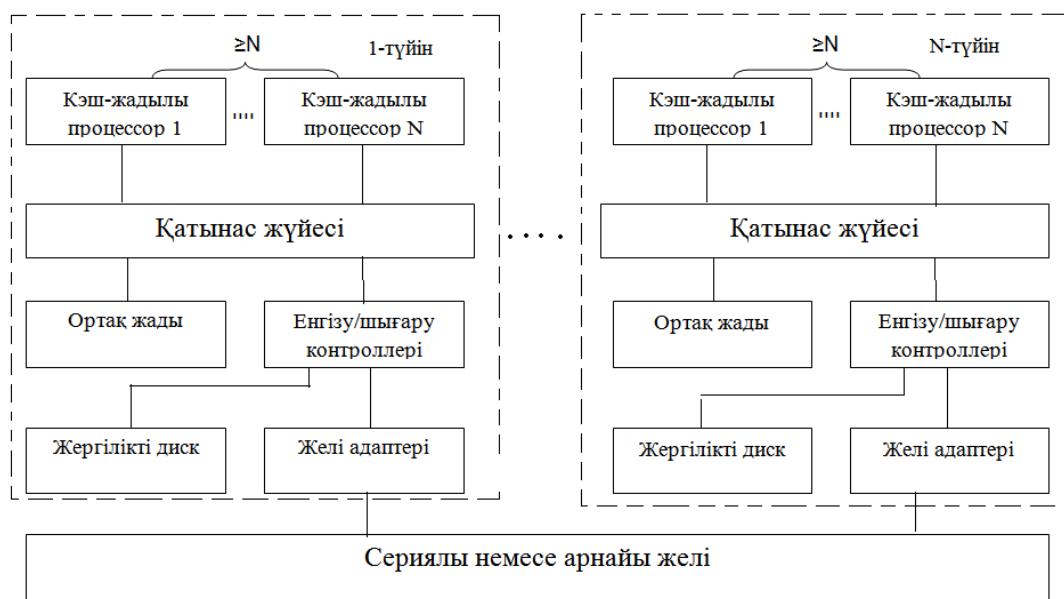 ≥N
1-түйін
Кэш-жадылы
процессор 1
""
Кэш-жадылы
процессор N
Қатынас жүйесі
Ортақ жады
Енгізу/шығару
контроллері
Жергілікті диск
Желі адаптері
....
≥N
N-түйін
Кэш-жадылы
процессор 1
""
Кэш-жадылы
процессор N
Қатынас жүйесі
Ортақ жады
Енгізу/шығару
контроллері
Жергілікті диск
Желі адаптері
Сериялы немесе арнайы желі